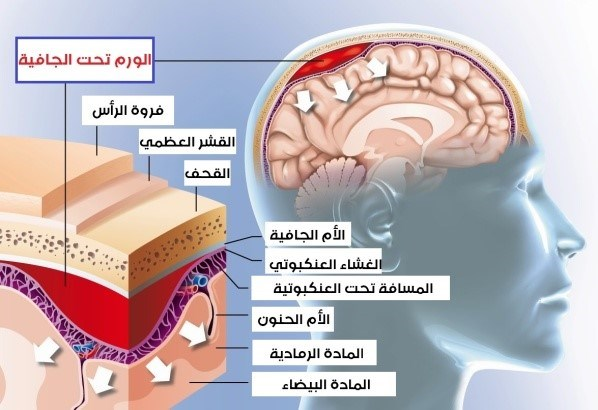 الورم تحت الجافية
فروة الرأس
القشر العظمي
القحف
الأم الجافية
الغشاء العنكبوتي
المسافة تحت العنكبوتية
الأم الحنون
المادة الرمادية
المادة البيضاء